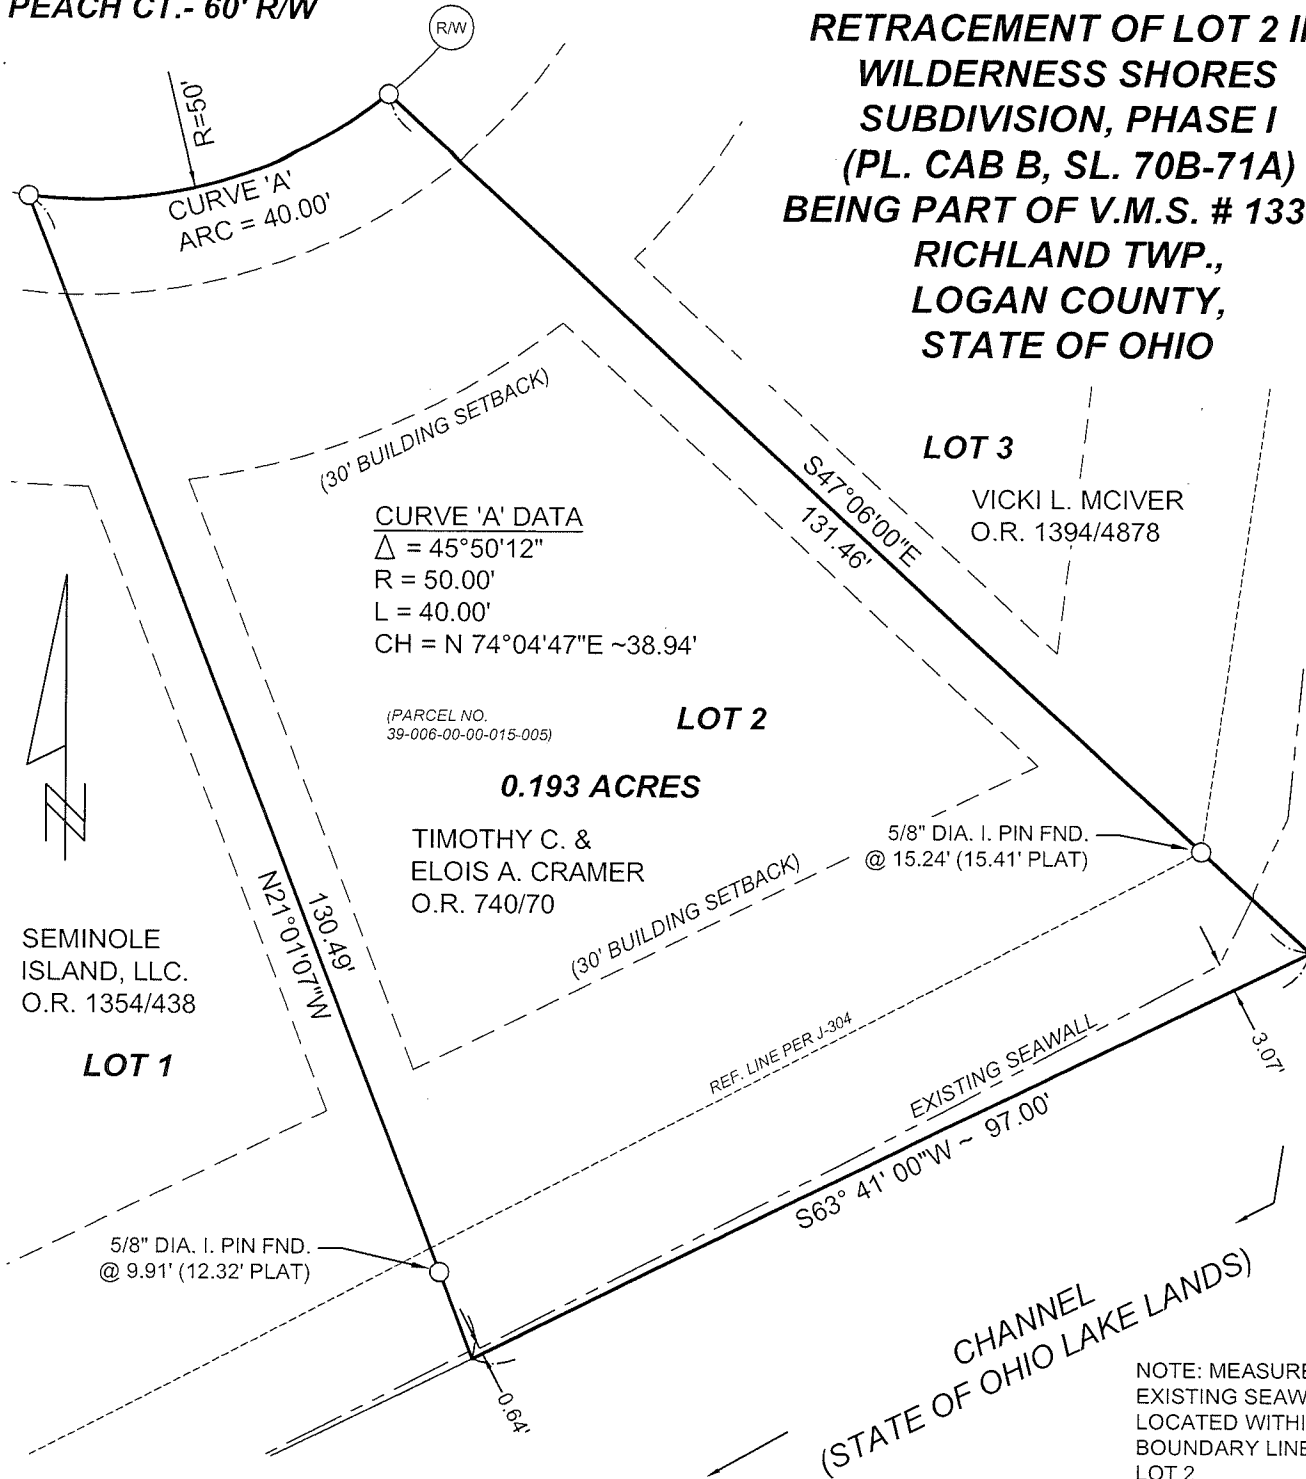 PEACH CT.- 60' R/W
R/W
RETRACEMENT OF LOT 2 I
WILDERNESS SHORES
SUBDIVISION, PHASE I
(PL. CAB B, SL. 70B-71A)
BEING PART OF V.M.S. # 133
RICHLAND TWP.,
LOGAN COUNTY,
STATE OF OHIO
R=50'
CURVE 'A'
ARC = 40.00'
(30' BUILDING SETBACK)
LOT 3
VICKI L. MCIVER
O.R. 1394/4878
S47°06'00"E
131.46'
CURVE 'A' DATA
Δ = 45°50'12"
R = 50.00'
L = 40.00'
CH = N 74°04'47"E ~38.94'
(PARCEL NO.
39-006-00-00-015-005)
LOT 2
0.193 ACRES
TIMOTHY C. &
ELOIS A. CRAMER
O.R. 740/70
N
5/8" DIA. I. PIN FND.
@ 15.24' (15.41' PLAT)
130.49'
N21°01'07"W
(30' BUILDING SETBACK)
SEMINOLE
ISLAND, LLC.
O.R. 1354/438
LOT 1
REF. LINE PER J-304
EXISTING SEAWALL
3.07'
S63° 41' 00"W ~ 97.00'
5/8" DIA. I. PIN FND.
@ 9.91' (12.32' PLAT)
0.64'
CHANNEL
(STATE OF OHIO LAKE LANDS)
NOTE: MEASURE
EXISTING SEAW
LOCATED WITHI
BOUNDARY LINE
LOT 2